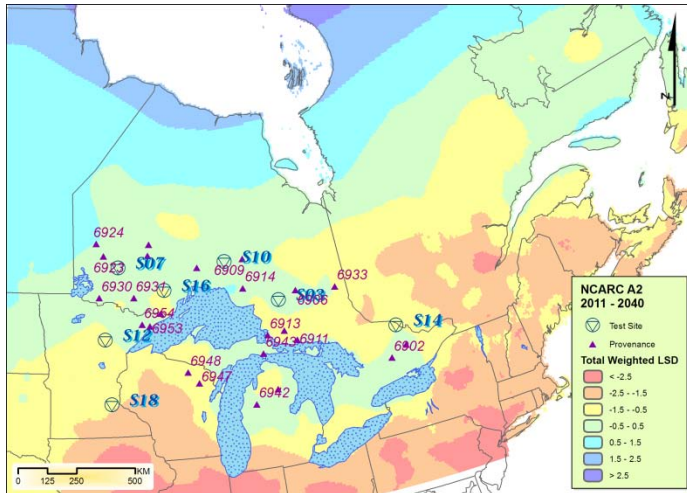 N
6924
6923
S07
S10
6909
6914
6933
6930
6931
S16
S03
6906
6954
6953
S12
6913
6911
6943
S14
6902
6948
6947
S18
6942
NCARC A2
2011 - 2040
Test Site
Provenance
Total Weighted LSD
< -2.5
-2.5 - -1.5
-1.5 - -0.5
-0.5 - 0.5
0.5 - 1.5
1.5 - 2.5
> 2.5
KM
0 125 250 500